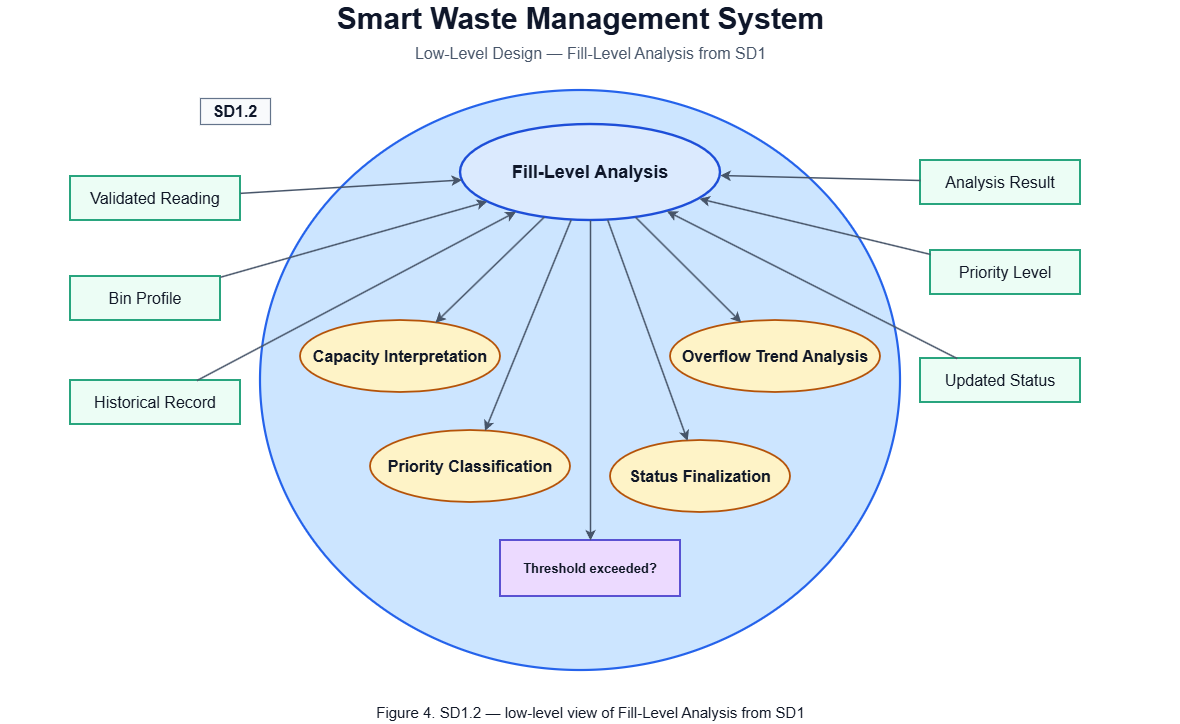 Smart Waste Management System
Low-Level Design — Fill-Level Analysis from SD1
SD1.2
Fill-Level Analysis
Validated Reading
Analysis Result
Bin Profile
Priority Level
Historical Record
Updated Status
Capacity Interpretation
Overflow Trend Analysis
Priority Classification
Status Finalization
Threshold exceeded?
Figure 4. SD1.2 — low-level view of Fill-Level Analysis from SD1